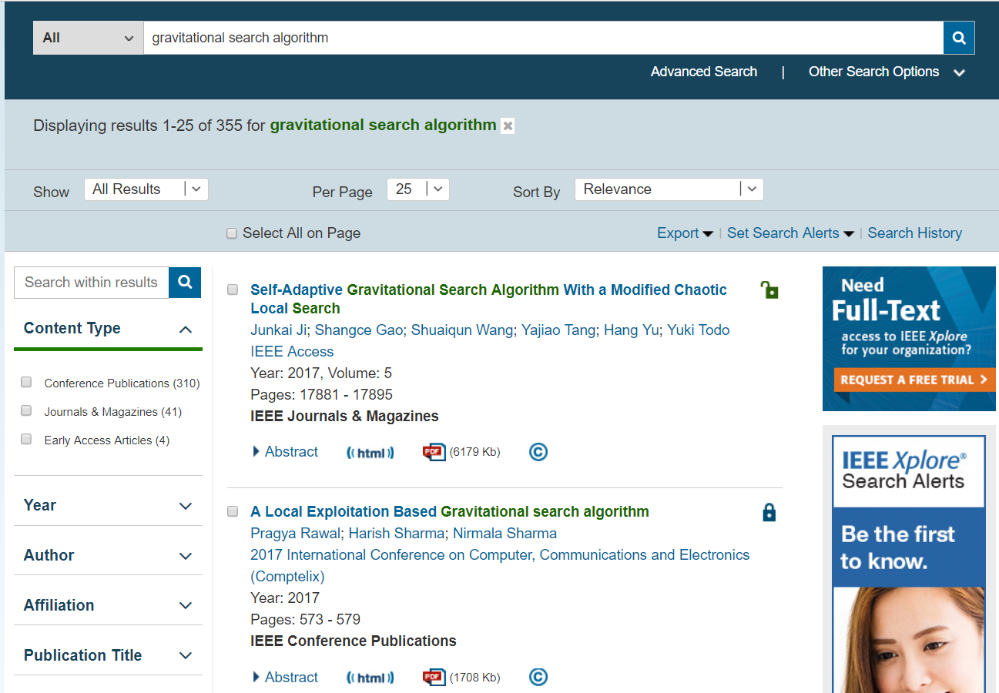 All
gravitational search algorithm
Advanced Search | Other Search Options
Displaying results 1-25 of 355 for gravitational search algorithm
Show All Results Per Page 25 Sort By Relevance
Select All on Page
Export | Set Search Alerts | Search History
Search within results
Content Type
Conference Publications (310)
Journals & Magazines (41)
Early Access Articles (4)
Year
Author
Affiliation
Publication Title
Self-Adaptive Gravitational Search Algorithm With a Modified Chaotic
Local Search
Junkai Ji; Shangce Gao; Shuaiqun Wang; Yajiao Tang; Hang Yu; Yuki Todo
IEEE Access
Year: 2017, Volume: 5
Pages: 17881 - 17895
IEEE Journals & Magazines
Abstract ((html)) PDF (6179 Kb) ©
A Local Exploitation Based Gravitational search algorithm
Pragya Rawal; Harish Sharma; Nirmala Sharma
2017 International Conference on Computer, Communications and Electronics
(Comptelix)
Year: 2017
Pages: 573 - 579
IEEE Conference Publications
Abstract ((html)) PDF (1708 Kb) ©
Need
Full-Text
access to IEEE Xplore
for your organization?
REQUEST A FREE TRIAL >
IEEE Xplore®
Search Alerts
Be the first
to know.